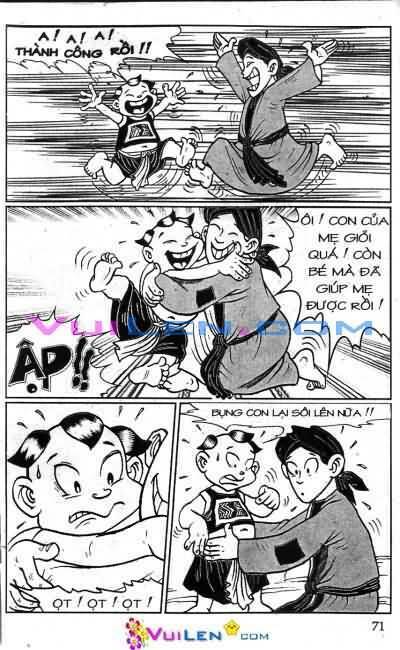 A! A! A!
THÀNH CÔNG RỒI!!
ÔI! CON CỦA
MẸ GIỎI
QUÁ! CÒN
BÉ MÀ ĐÃ
GIÚP MẸ
ĐƯỢC RỒI!
VUILEN.COM
ẬP!!
BỤNG CON LẠI SÔI LÊN NỮA!!
ỌT! ỌT! ỌT!
71
VUILEN.COM